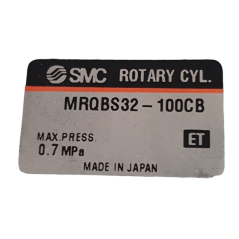 SMC ROTARY CYL.
MRQBS32-100CB
MAX.PRESS.
0.7 MPa
ET
MADE IN JAPAN